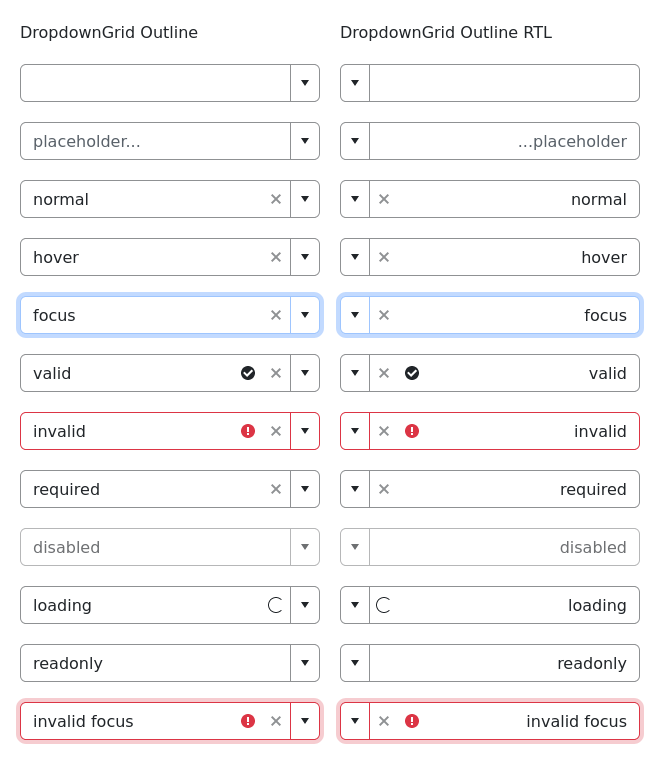 DropdownGrid Outline
DropdownGrid Outline RTL
placeholder...
...placeholder
normal
normal
hover
hover
focus
focus
valid
valid
invalid
invalid
required
required
disabled
disabled
loading
loading
readonly
readonly
invalid focus
invalid focus